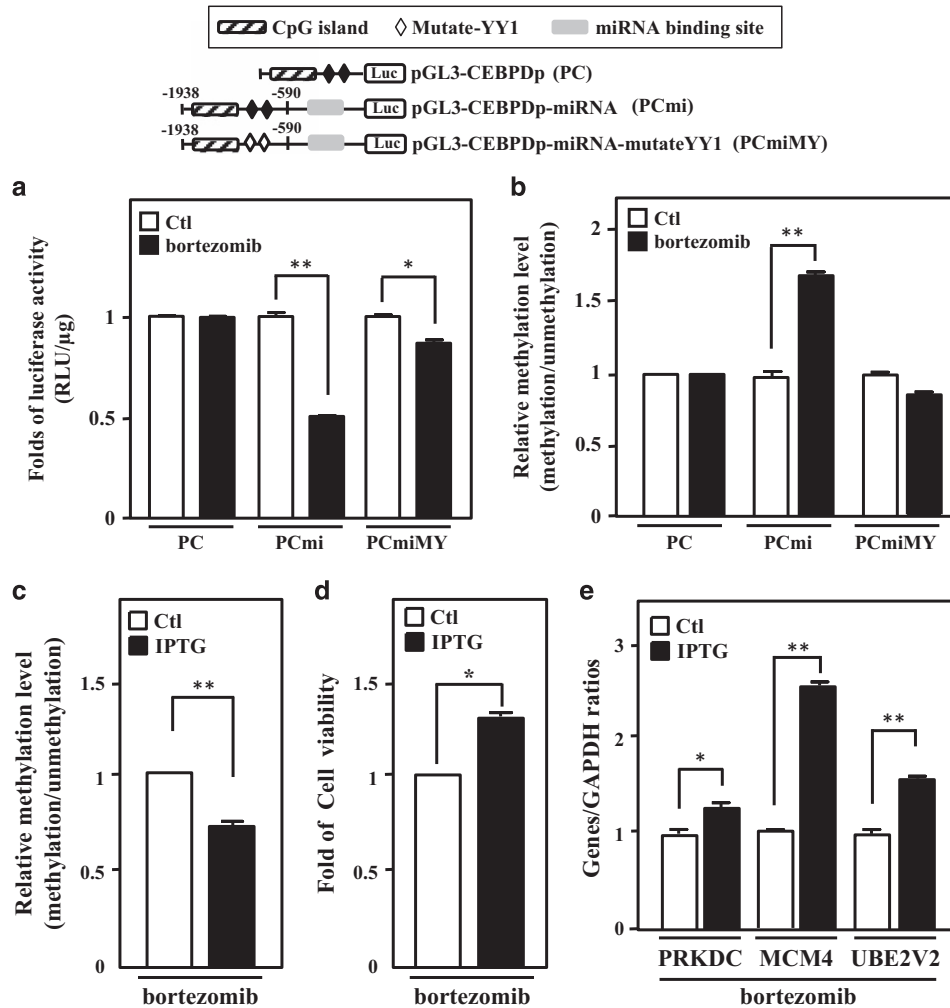 CpG island Mutate-YY1 miRNA binding site
Luc pGL3-CEBPDp (PC)
-1938 -590
Luc pGL3-CEBPDp-miRNA (PCmi)
-1938 -590
Luc pGL3-CEBPDp-miRNA-mutateYY1 (PCmiMY)
a
Folds of luciferase activity
(RLU/µg)
Ctl
bortezomib
** *
1
0.5
0
PC PCmi PCmiMY
b
Relative methylation level
(methylation/unmethylation)
Ctl
bortezomib
**
2
1.5
1
0.5
0
PC PCmi PCmiMY
c
Relative methylation level
(methylation/unmethylation)
Ctl
IPTG
**
1.5
1
0.5
0
bortezomib
d
Fold of Cell viability
Ctl
IPTG
*
1.5
1
0.5
0
bortezomib
e
Genes/GAPDH ratios
Ctl
IPTG
* ** **
3
2
1
0
PRKDC MCM4 UBE2V2
bortezomib